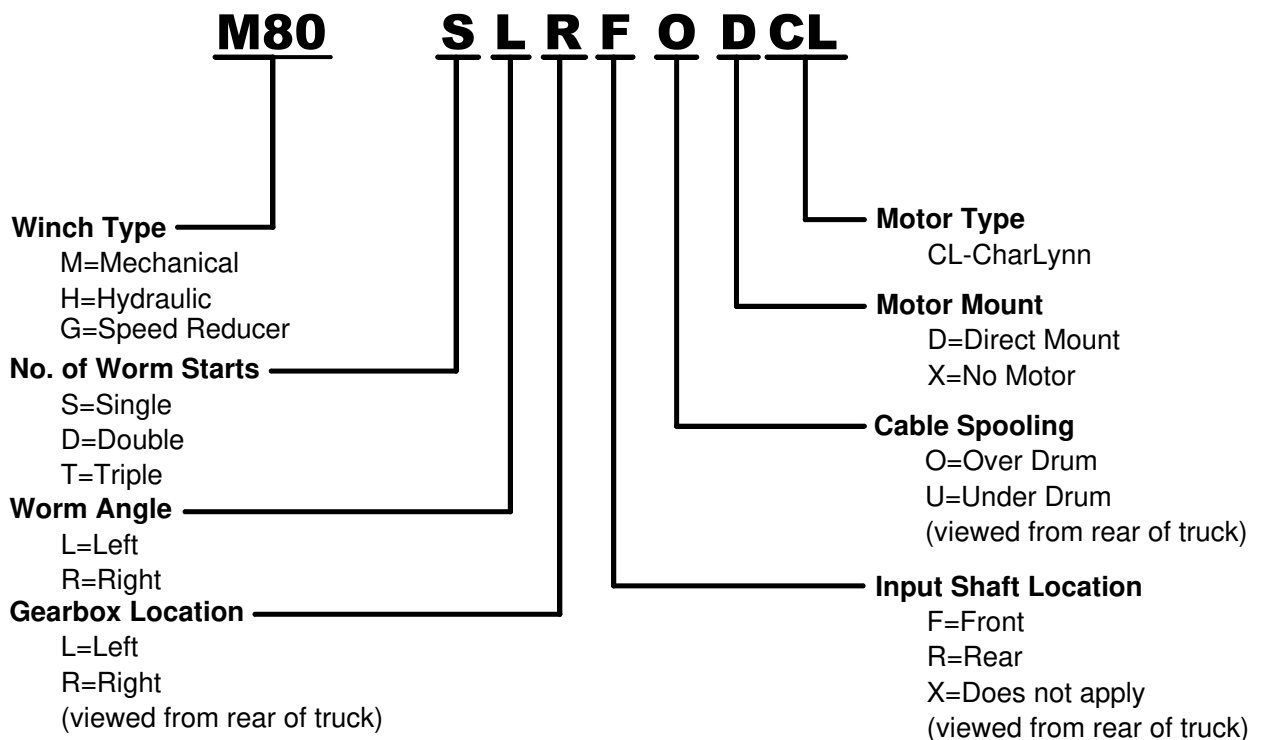 M80 S L R F O D CL
Winch Type
M=Mechanical
H=Hydraulic
G=Speed Reducer
No. of Worm Starts
S=Single
D=Double
T=Triple
Worm Angle
L=Left
R=Right
Gearbox Location
L=Left
R=Right
(viewed from rear of truck)
Motor Type
CL-CharLynn
Motor Mount
D=Direct Mount
X=No Motor
Cable Spooling
O=Over Drum
U=Under Drum
(viewed from rear of truck)
Input Shaft Location
F=Front
R=Rear
X=Does not apply
(viewed from rear of truck)